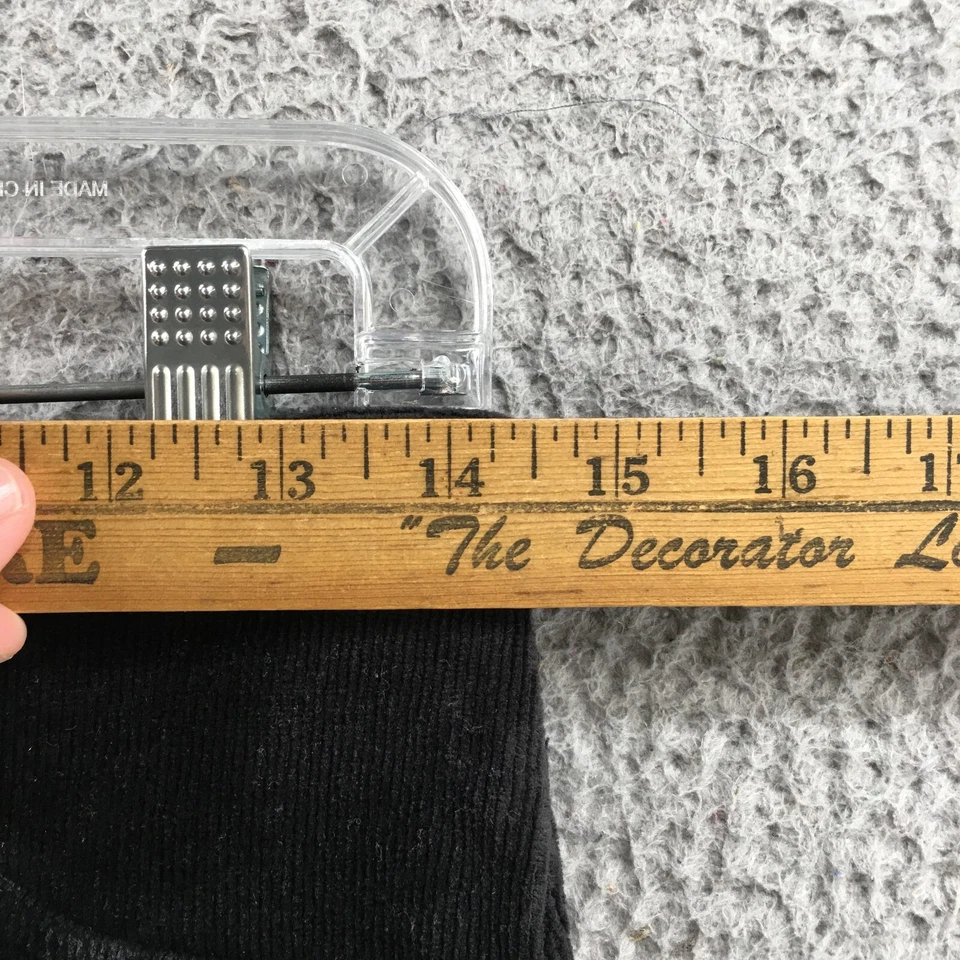 MADE IN
12 13 14 15 16
RE - "The Decorator